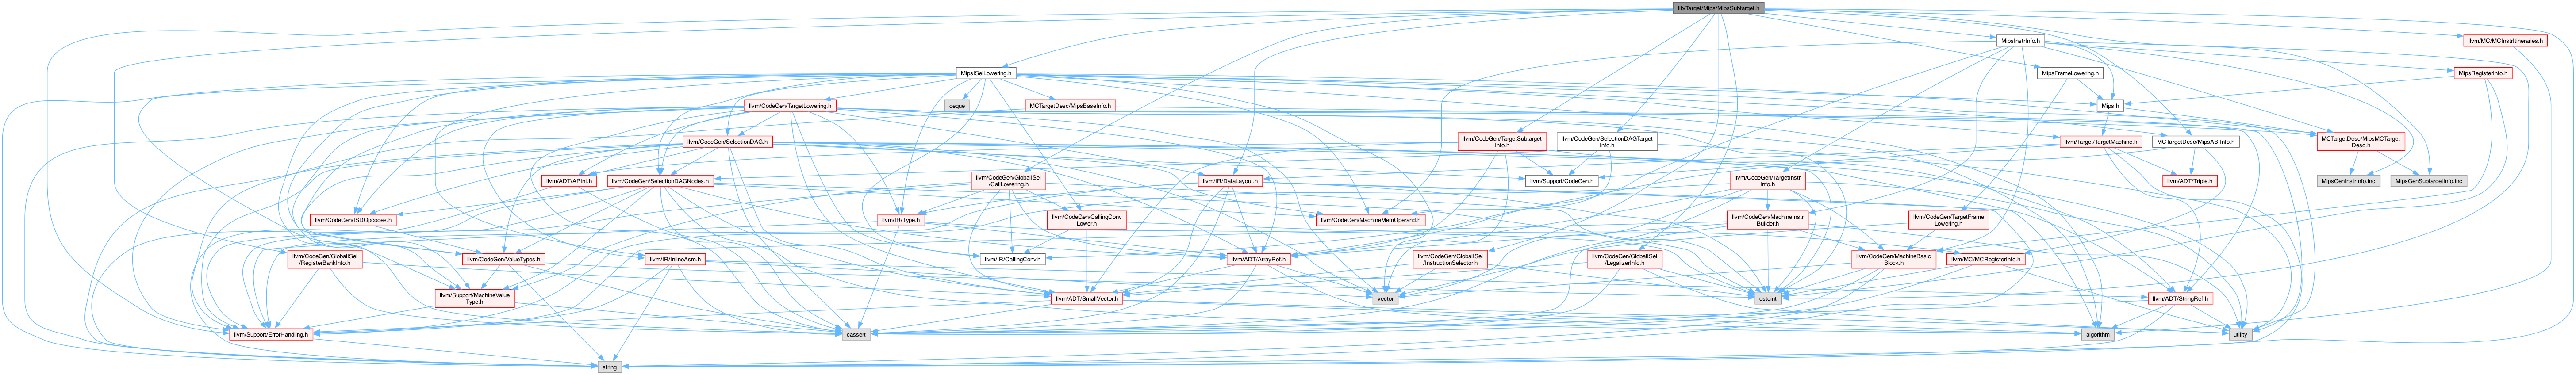 lib/Target/Mips/MipsSubtarget.h
MipsInstrInfo.h
llvm/MC/MCInstrItineraries.h
MipsISelLowering.h
MipsFrameLowering.h
MipsRegisterInfo.h
deque
llvm/CodeGen/TargetLowering.h
MCTargetDesc/MipsBaseInfo.h
Mips.h
llvm/CodeGen/SelectionDAG.h
llvm/CodeGen/TargetSubtarget
Info.h
llvm/CodeGen/SelectionDAGTarget
Info.h
llvm/Target/TargetMachine.h
MCTargetDesc/MipsABIInfo.h
MCTargetDesc/MipsMCTarget
Desc.h
llvm/ADT/APInt.h
llvm/CodeGen/SelectionDAGNodes.h
llvm/CodeGen/GlobalISel
/CallLowering.h
llvm/Support/CodeGen.h
llvm/IR/DataLayout.h
llvm/CodeGen/TargetInstr
Info.h
llvm/ADT/Triple.h
MipsGenInstrInfo.inc
MipsGenSubtargetInfo.inc
llvm/CodeGen/ISDOpcodes.h
llvm/IR/Type.h
llvm/CodeGen/CallingConv
Lower.h
llvm/CodeGen/MachineMemOperand.h
llvm/CodeGen/MachineInstr
Builder.h
llvm/CodeGen/TargetFrame
Lowering.h
llvm/CodeGen/GlobalISel
/RegisterBankInfo.h
llvm/CodeGen/ValueTypes.h
llvm/IR/InlineAsm.h
llvm/IR/CallingConv.h
llvm/ADT/ArrayRef.h
llvm/CodeGen/GlobalISel
/InstructionSelector.h
llvm/CodeGen/GlobalISel
/LegalizerInfo.h
llvm/CodeGen/MachineBasic
Block.h
llvm/MC/MCRegisterInfo.h
llvm/Support/MachineValue
Type.h
llvm/ADT/SmallVector.h
vector
cstdint
llvm/ADT/StringRef.h
llvm/Support/ErrorHandling.h
cassert
algorithm
utility
string